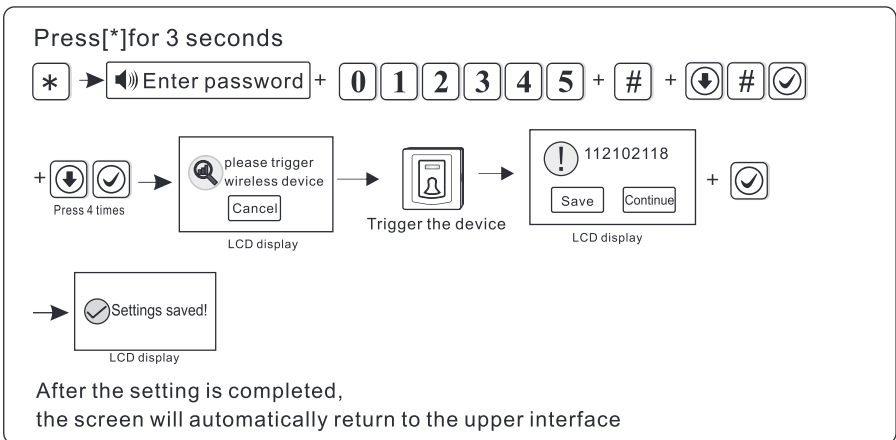 Press[*]for 3 seconds
* Enter password + 0 1 2 3 4 5 + # + #
+ please trigger
wireless device
Press 4 times
Cancel
LCD display
Trigger the device
112102118
Save Continue
LCD display
+
Settings saved!
LCD display
After the setting is completed,
the screen will automatically return to the upper interface